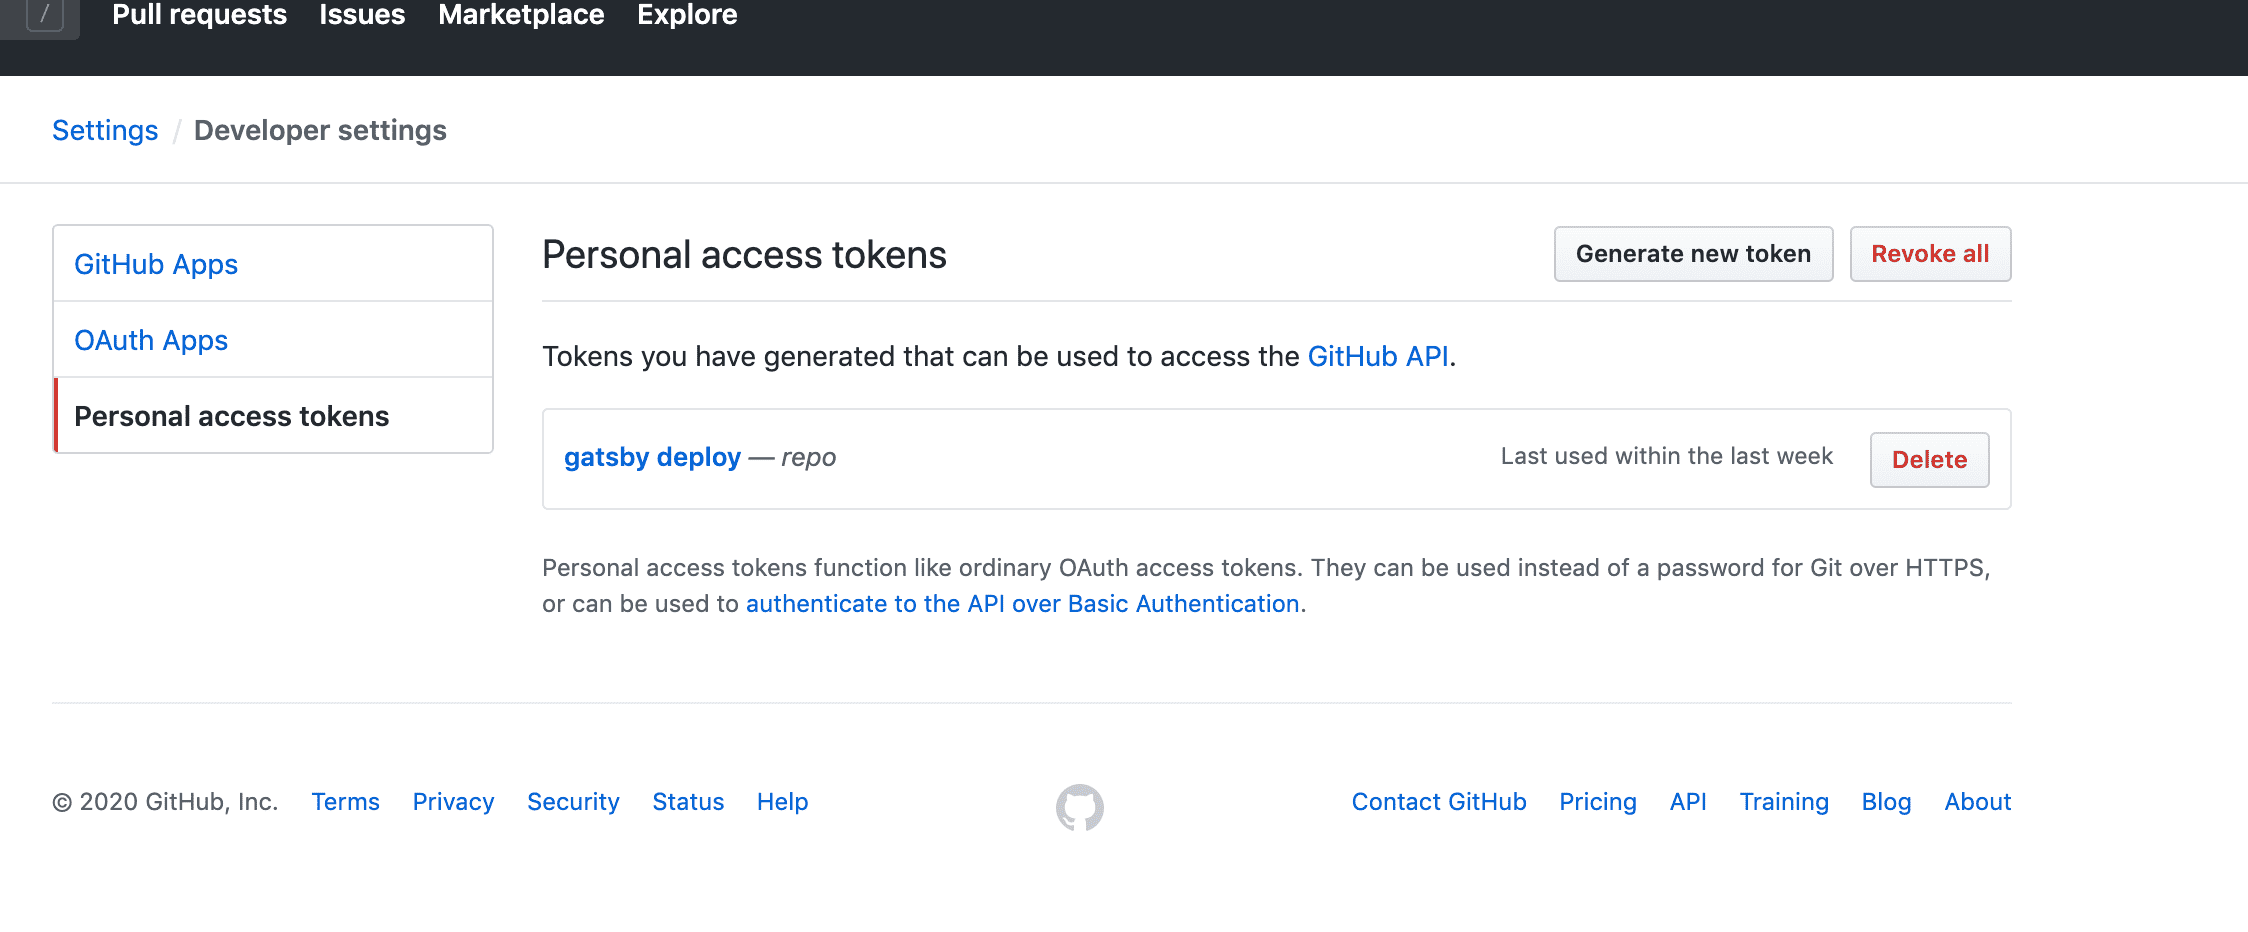 / Pull requests Issues Marketplace Explore
Settings / Developer settings
GitHub Apps
OAuth Apps
Personal access tokens
Personal access tokens
Generate new token
Revoke all
Tokens you have generated that can be used to access the GitHub API.
gatsby deploy — repo
Last used within the last week
Delete
Personal access tokens function like ordinary OAuth access tokens. They can be used instead of a password for Git over HTTPS,
or can be used to authenticate to the API over Basic Authentication.
© 2020 GitHub, Inc. Terms Privacy Security Status Help
Contact GitHub Pricing API Training Blog About